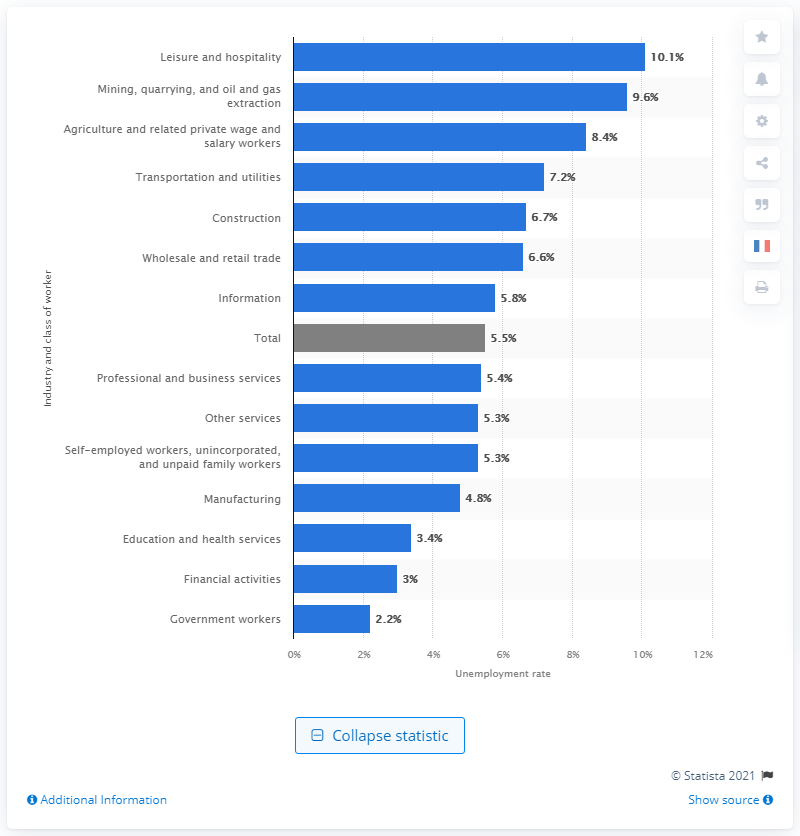 Leisure and hospitality 10.1%
Mining, quarrying, and oil and gas
extraction 9.6%
Agriculture and related private wage and
salary workers 8.4%
Transportation and utilities 7.2%
Construction 6.7%
Wholesale and retail trade 6.6%
Information 5.8%
Total 5.5%
Professional and business services 5.4%
Other services 5.3%
Self-employed workers, unincorporated,
and unpaid family workers 5.3%
Manufacturing 4.8%
Education and health services 3.4%
Financial activities 3%
Government workers 2.2%
Industry and class of worker
0% 2% 4% 6% 8% 10% 12%
Unemployment rate
Collapse statistic
© Statista 2021
Additional Information
Show source